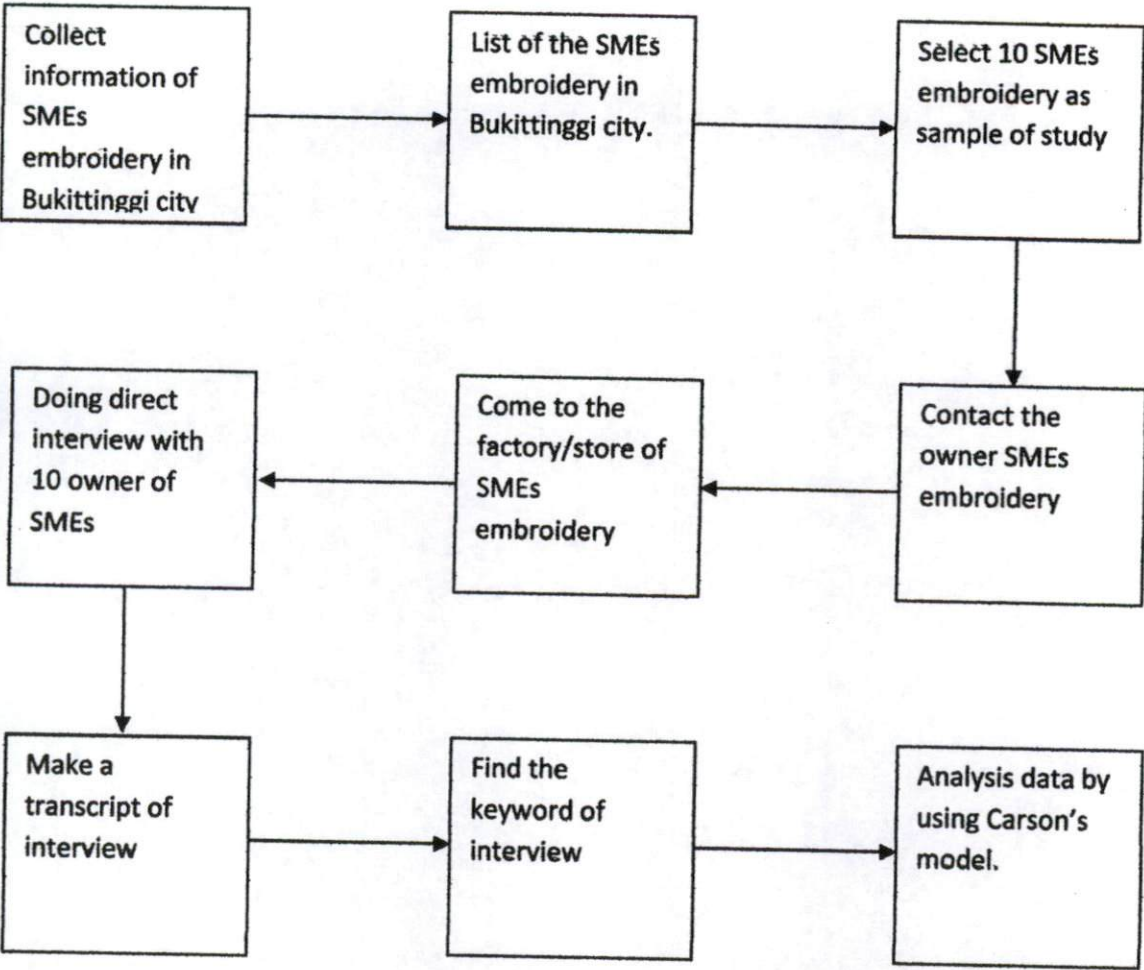 Collect
information of
SMEs
embroidery in
Bukittinggi city
List of the SMEs
embroidery in
Bukittinggi city.
Select 10 SMEs
embroidery as
sample of study
Contact the
owner SMEs
embroidery
Come to the
factory/store of
SMEs
embroidery
Doing direct
interview with
10 owner of
SMEs
Make a
transcript of
interview
Find the
keyword of
interview
Analysis data by
using Carson's
model.